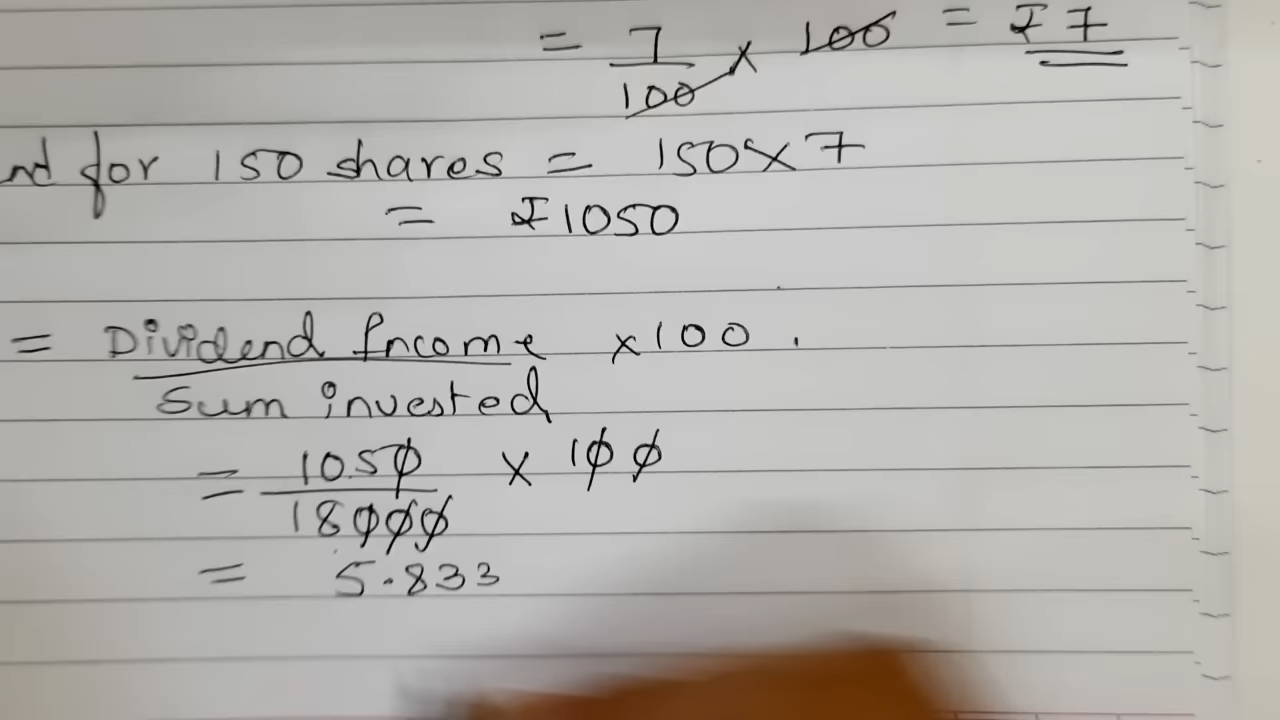 = 7/100 × 100 = ₹7
nd for 150 shares = 150×7
= ₹1050
= Dividend Income ×100.
Sum invested
= 1050/18000 × 100
= 5.833